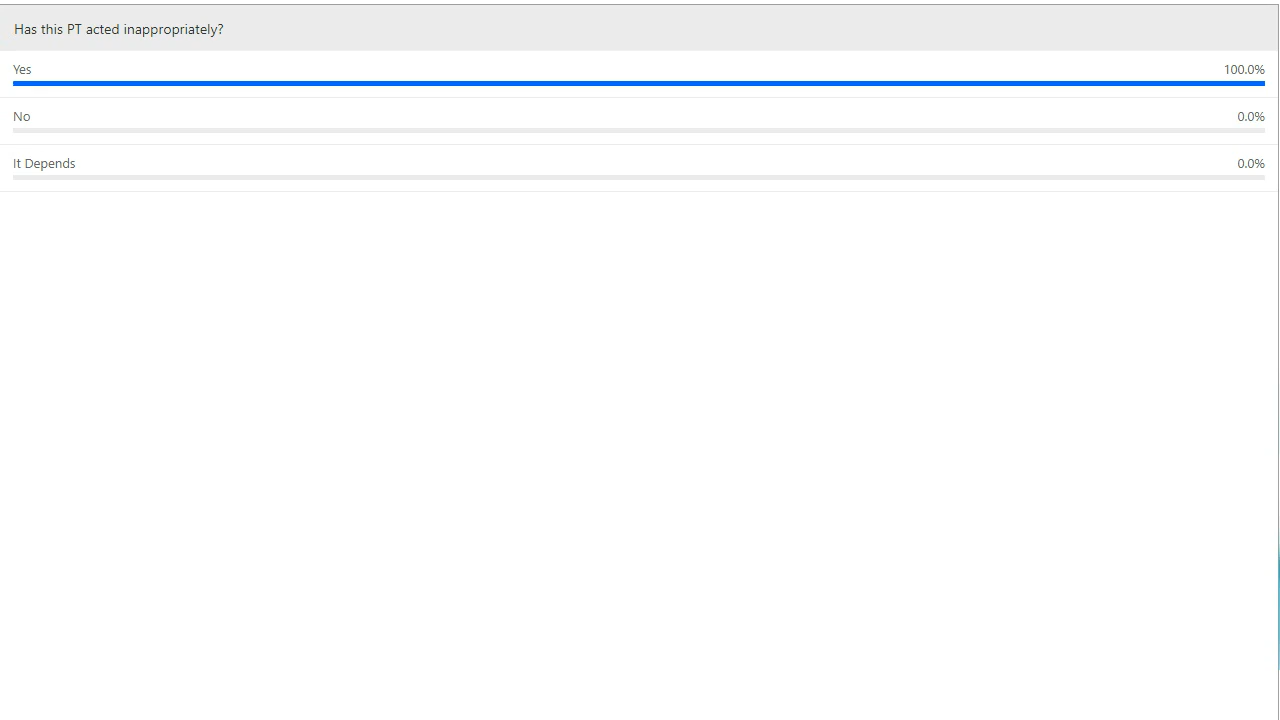 Has this PT acted inappropriately?
Yes 100.0%
No 0.0%
It Depends 0.0%